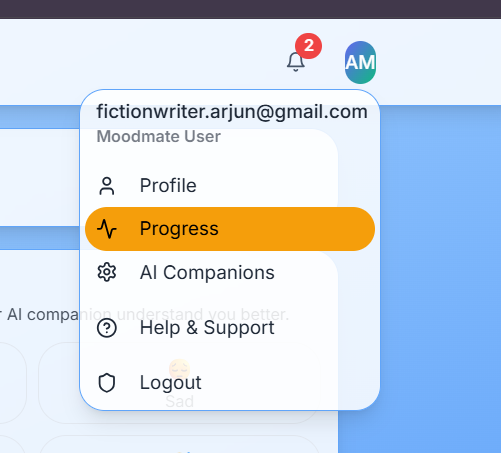 2
AM
fictionwriter.arjun@gmail.com
Moodmate User
Profile
Progress
AI Companions
r AI companion understand you better.
Help & Support
Logout
Sad